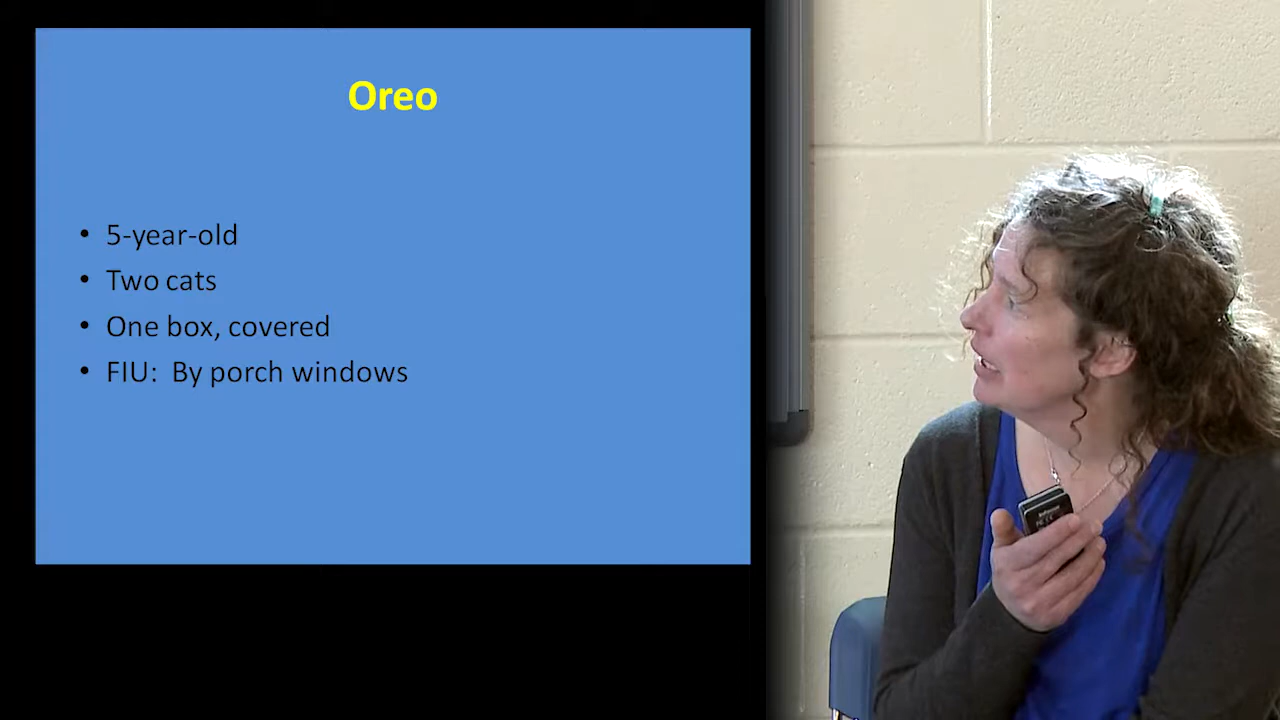 Oreo
• 5-year-old
• Two cats
• One box, covered
• FIU: By porch windows